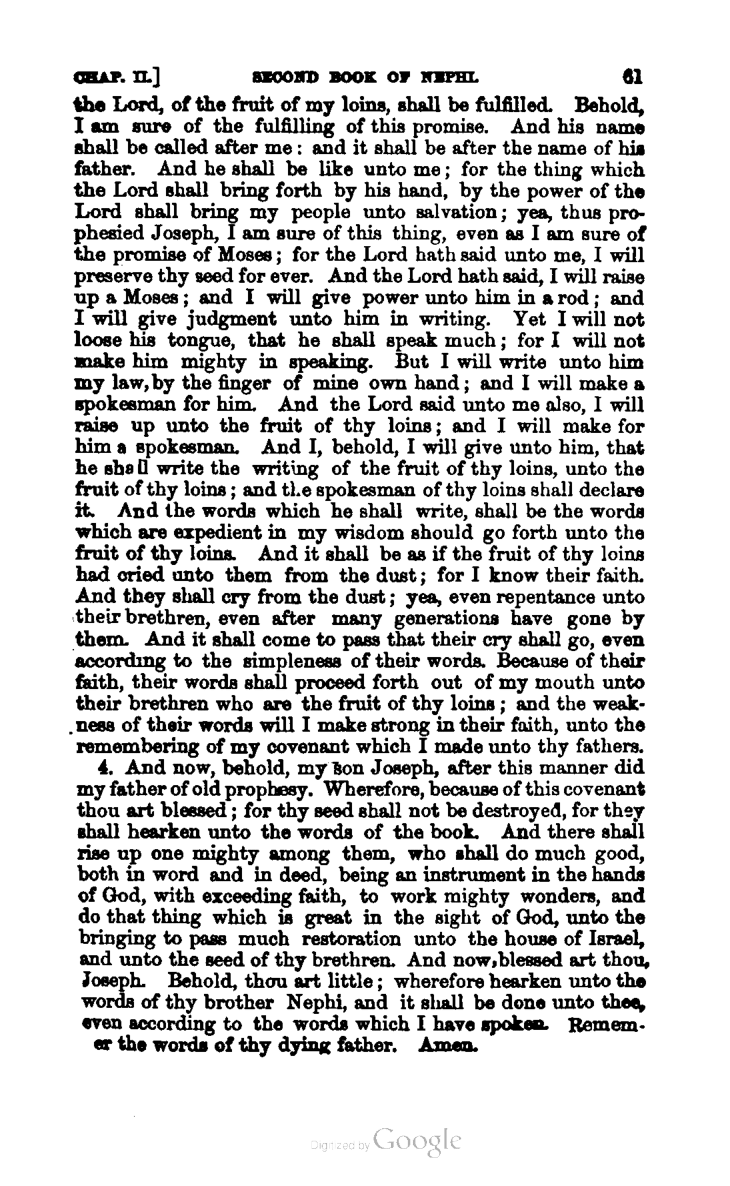 CHAP. II.] SECOND BOOK OF NEPHI. 61
the Lord, of the fruit of my loins, shall be fulfilled. Behold,
I am sure of the fulfilling of this promise. And his name
shall be called after me: and it shall be after the name of his
father. And he shall be like unto me; for the thing which
the Lord shall bring forth by his hand, by the power of the
Lord shall bring my people unto salvation; yea, thus pro-
phesied Joseph, I am sure of this thing, even as I am sure of
the promise of Moses; for the Lord hath said unto me, I will
preserve thy seed for ever. And the Lord hath said, I will raise
up a Moses; and I will give power unto him in a rod; and
I will give judgment unto him in writing. Yet I will not
loose his tongue, that he shall speak much; for I will not
make him mighty in speaking. But I will write unto him
my law, by the finger of mine own hand; and I will make a
spokesman for him. And the Lord said unto me also, I will
raise up unto the fruit of thy loins; and I will make for
him a spokesman. And I, behold, I will give unto him, that
he shall write the writing of the fruit of thy loins, unto the
fruit of thy loins; and the spokesman of thy loins shall declare
it. And the words which he shall write, shall be the words
which are expedient in my wisdom should go forth unto the
fruit of thy loins. And it shall be as if the fruit of thy loins
had cried unto them from the dust; for I know their faith.
And they shall cry from the dust; yea, even repentance unto
their brethren, even after many generations have gone by
them. And it shall come to pass that their cry shall go, even
according to the simpleness of their words. Because of their
faith, their words shall proceed forth out of my mouth unto
their brethren who are the fruit of thy loins; and the weak-
ness of their words will I make strong in their faith, unto the
remembering of my covenant which I made unto thy fathers.
4. And now, behold, my son Joseph, after this manner did
my father of old prophesy. Wherefore, because of this covenant
thou art blessed; for thy seed shall not be destroyed, for they
shall hearken unto the words of the book. And there shall
rise up one mighty among them, who shall do much good,
both in word and in deed, being an instrument in the hands
of God, with exceeding faith, to work mighty wonders, and
do that thing which is great in the sight of God, unto the
bringing to pass much restoration unto the house of Israel,
and unto the seed of thy brethren. And now, blessed art thou,
Joseph. Behold, thou art little; wherefore hearken unto the
words of thy brother Nephi, and it shall be done unto thee,
even according to the words which I have spoken. Remem-
er the words of thy dying father. Amen.
Digitized by Google